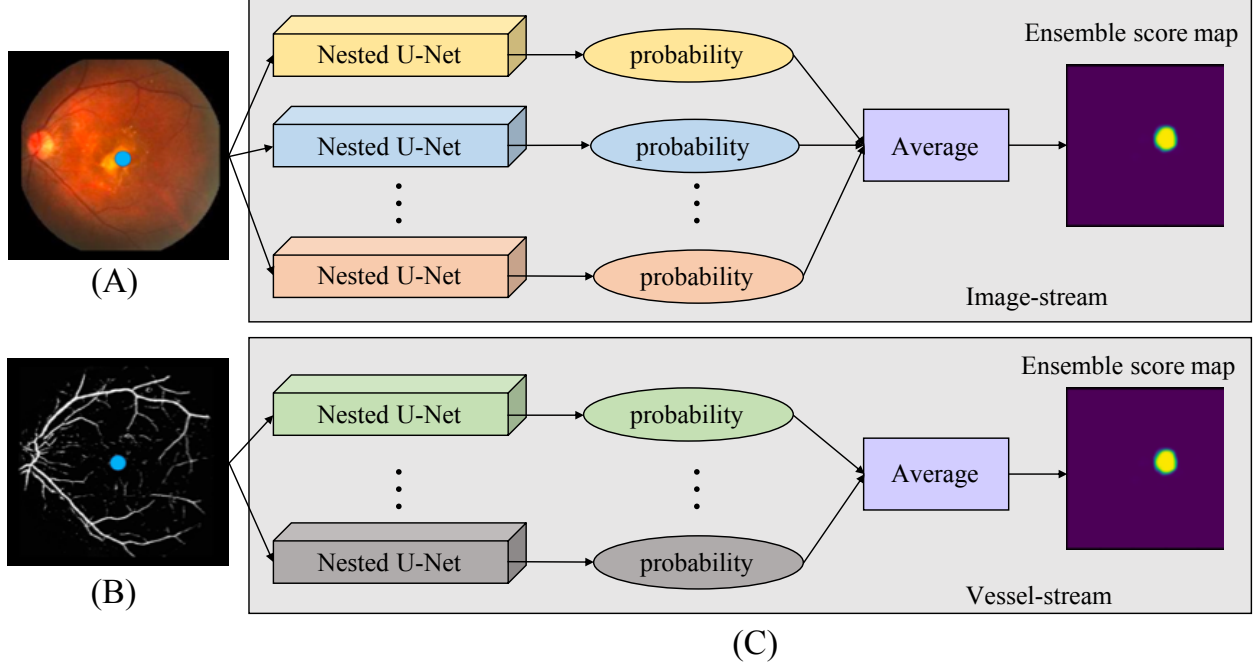 Nested U-Net
probability
Ensemble score map
Nested U-Net
probability
Average
Nested U-Net
probability
(A)
Image-stream
Ensemble score map
Nested U-Net
probability
Average
Nested U-Net
probability
(B)
Vessel-stream
(C)